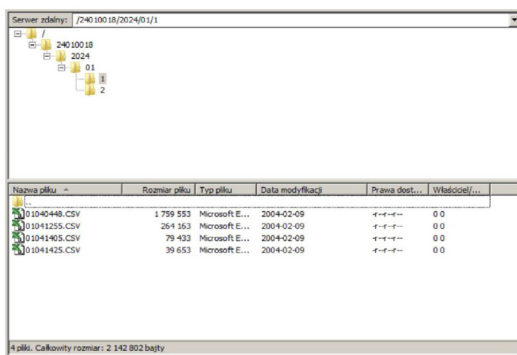 Serwer zdalny: /24010018/2024/01/1
/
24010018
2024
01
1
2
Nazwa pliku Rozmiar pliku Typ pliku Data modyfikacji Prawa dost... Właściciel/...
..
01040448.CSV 1 759 553 Microsoft E... 2004-02-09 -r--r--r-- 0 0
01041255.CSV 264 163 Microsoft E... 2004-02-09 -r--r--r-- 0 0
01041405.CSV 79 433 Microsoft E... 2004-02-09 -r--r--r-- 0 0
01041425.CSV 39 653 Microsoft E... 2004-02-09 -r--r--r-- 0 0
4 pliki. Całkowity rozmiar: 2 142 802 bajty